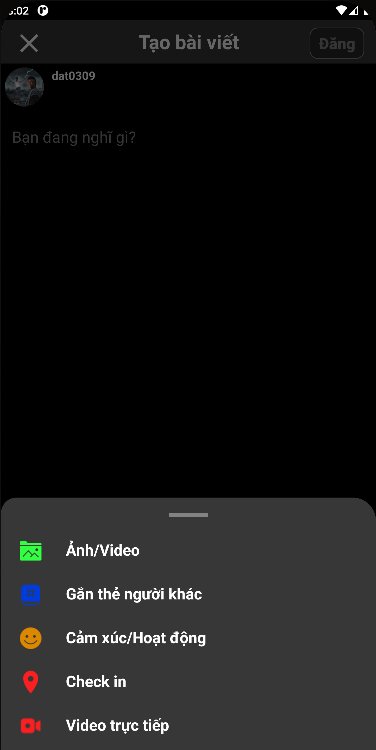 :02
Tạo bài viết
Đăng
dat0309
Bạn đang nghĩ gì?
Ảnh/Video
Gắn thẻ người khác
Cảm xúc/Hoạt động
Check in
Video trực tiếp